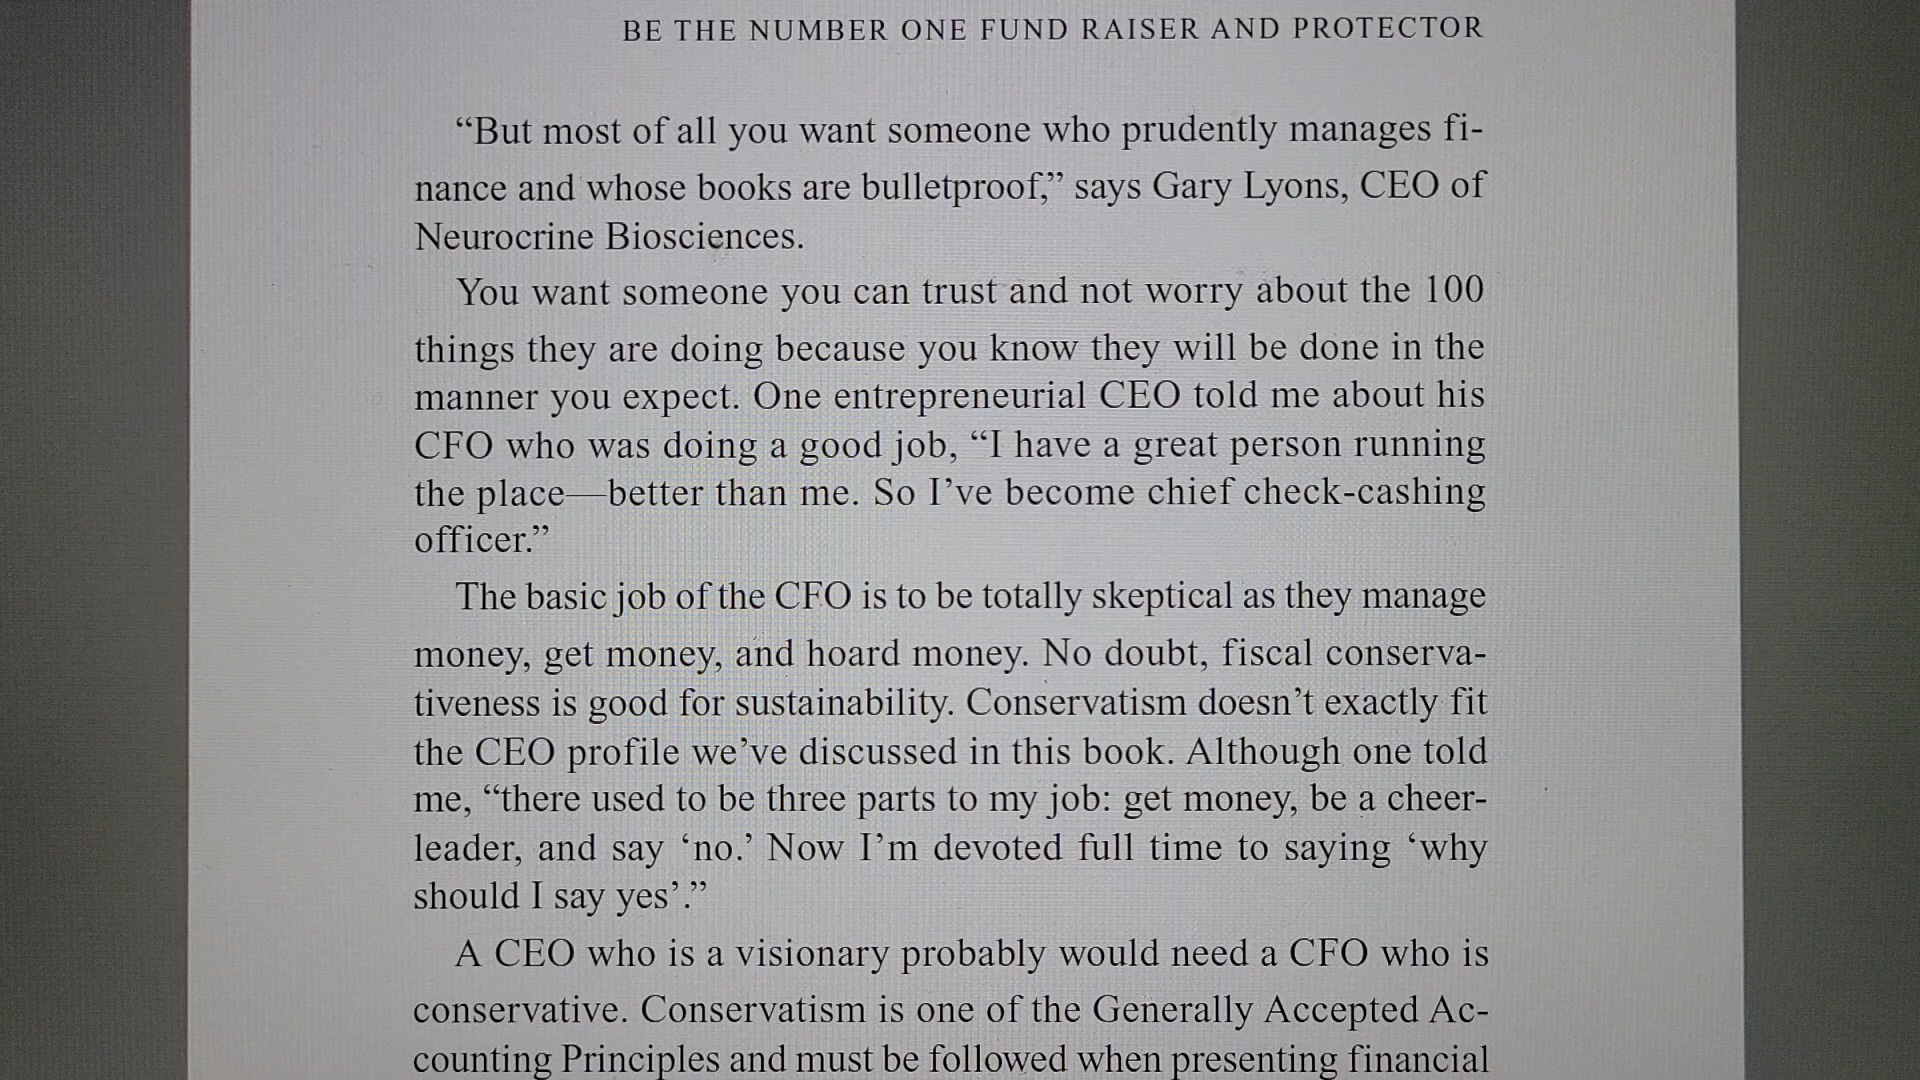 BE THE NUMBER ONE FUND RAISER AND PROTECTOR
“But most of all you want someone who prudently manages fi-
nance and whose books are bulletproof,” says Gary Lyons, CEO of
Neurocrine Biosciences.
You want someone you can trust and not worry about the 100
things they are doing because you know they will be done in the
manner you expect. One entrepreneurial CEO told me about his
CFO who was doing a good job, “I have a great person running
the place—better than me. So I’ve become chief check-cashing
officer.”
The basic job of the CFO is to be totally skeptical as they manage
money, get money, and hoard money. No doubt, fiscal conserva-
tiveness is good for sustainability. Conservatism doesn’t exactly fit
the CEO profile we’ve discussed in this book. Although one told
me, “there used to be three parts to my job: get money, be a cheer-
leader, and say ‘no.’ Now I’m devoted full time to saying ‘why
should I say yes’.”
A CEO who is a visionary probably would need a CFO who is
conservative. Conservatism is one of the Generally Accepted Ac-
counting Principles and must be followed when presenting financial